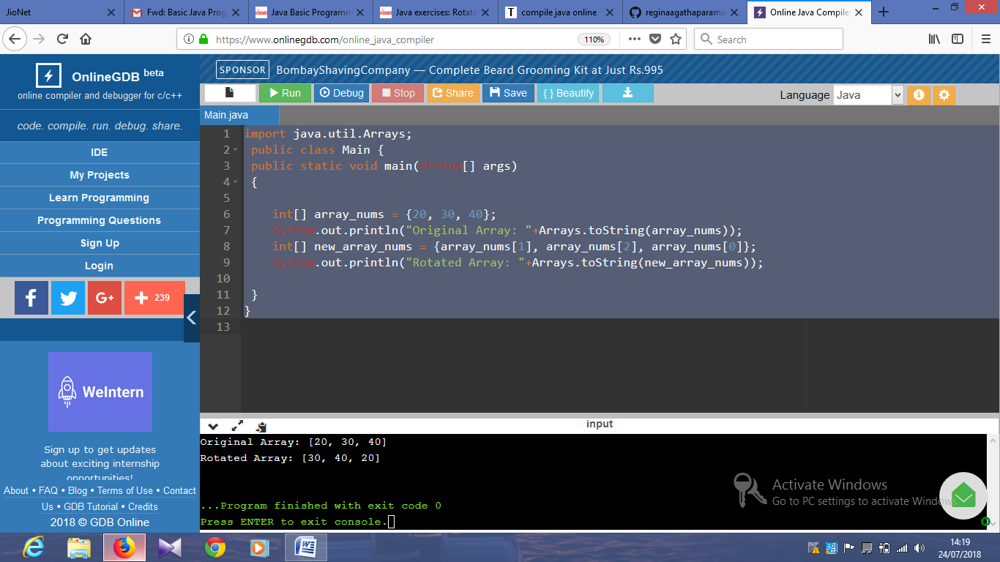 JioNet
Fwd: Basic Java Prog
Java Basic Programm
Java exercises: Rotate
compile java online
reginaagathaparama
Online Java Compiler
https://www.onlinegdb.com/online_java_compiler
110%
Search
OnlineGDB beta
online compiler and debugger for c/c++
code. compile. run. debug. share.
IDE
My Projects
Learn Programming
Programming Questions
Sign Up
Login
239
WeIntern
Sign up to get updates
about exciting internship
opportunities!
About • FAQ • Blog • Terms of Use • Contact
Us • GDB Tutorial • Credits
2018 © GDB Online
SPONSOR BombayShavingCompany — Complete Beard Grooming Kit at Just Rs.995
Run Debug Stop Share Save { } Beautify
Language Java
Main.java
1 import java.util.Arrays;
2 public class Main {
3 public static void main(String[] args)
4 {
5
6 int[] array_nums = {20, 30, 40};
7 System.out.println("Original Array: "+Arrays.toString(array_nums));
8 int[] new_array_nums = {array_nums[1], array_nums[2], array_nums[0]};
9 System.out.println("Rotated Array: "+Arrays.toString(new_array_nums));
10
11 }
12 }
13
input
Original Array: [20, 30, 40]
Rotated Array: [30, 40, 20]
...Program finished with exit code 0
Press ENTER to exit console.
Activate Windows
Go to PC settings to activate Windows.
14:19
24/07/2018